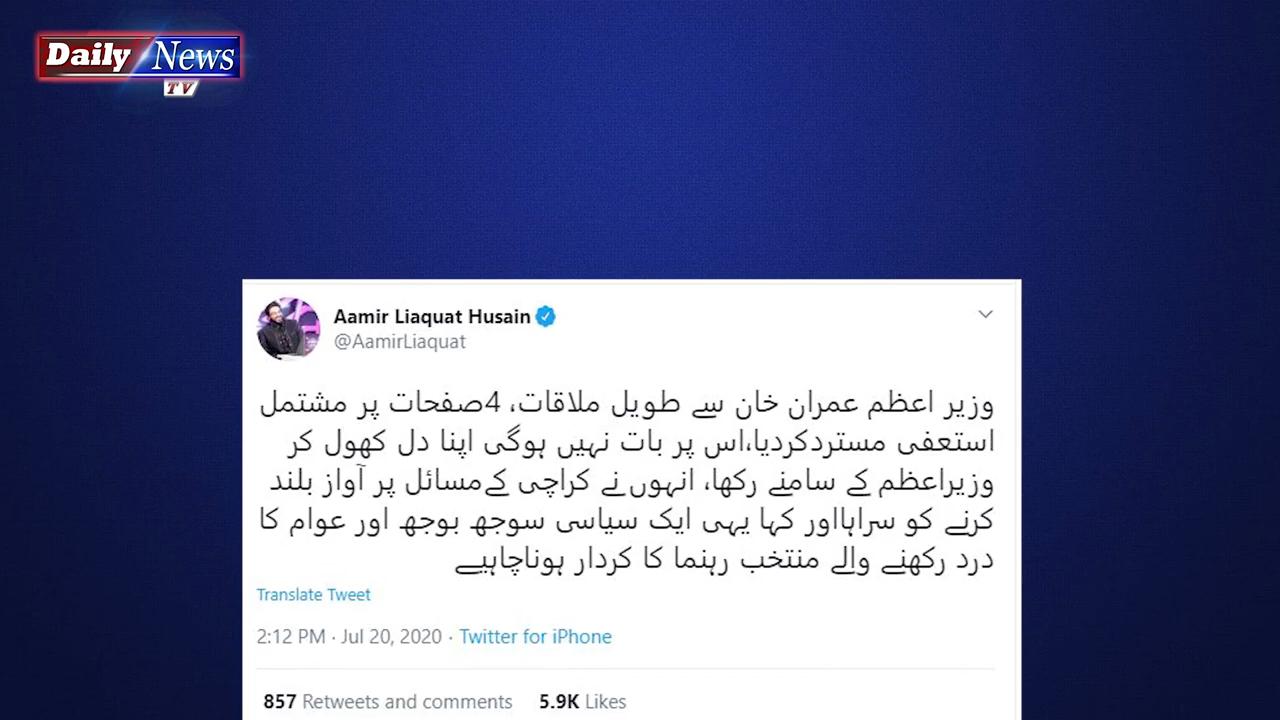 Daily News
TV
Aamir Liaquat Husain
@AamirLiaquat
وزیر اعظم عمران خان سے طویل ملاقات، 4صفحات پر مشتمل
استعفی مستردکردیا،اس پر بات نہیں ہوگی اپنا دل کھول کر
وزیراعظم کے سامنے رکھا، انہوں نے کراچی کےمسائل پر آواز بلند
کرنے کو سراہااور کہا یہی ایک سیاسی سوجھ بوجھ اور عوام کا
درد رکھنے والے منتخب رہنما کا کردار ہوناچاہیے
Translate Tweet
2:12 PM · Jul 20, 2020 · Twitter for iPhone
857 Retweets and comments 5.9K Likes